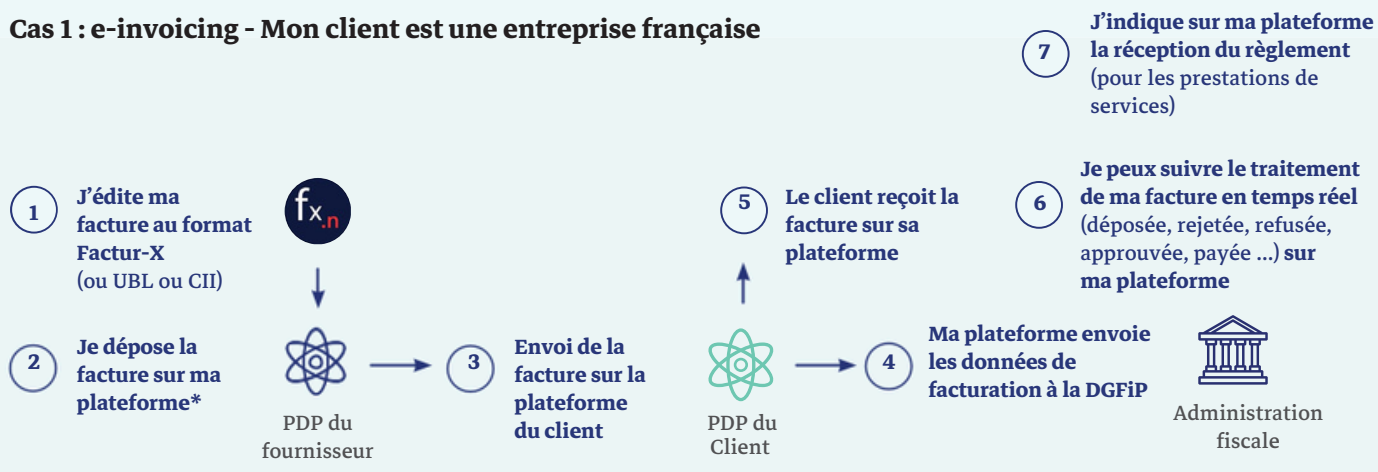 Cas 1 : e-invoicing - Mon client est une entreprise française
1
J’édite ma
facture au format
Factur-X
(ou UBL ou CII)
fx.n
2
Je dépose la
facture sur ma
plateforme*
PDP du
fournisseur
3
Envoi de la
facture sur la
plateforme
du client
PDP du
Client
4
Ma plateforme envoie
les données de
facturation à la DGFiP
Administration
fiscale
5
Le client reçoit la
facture sur sa
plateforme
6
Je peux suivre le traitement
de ma facture en temps réel
(déposée, rejetée, refusée,
approuvée, payée ...) sur
ma plateforme
7
J’indique sur ma plateforme
la réception du règlement
(pour les prestations de
services)